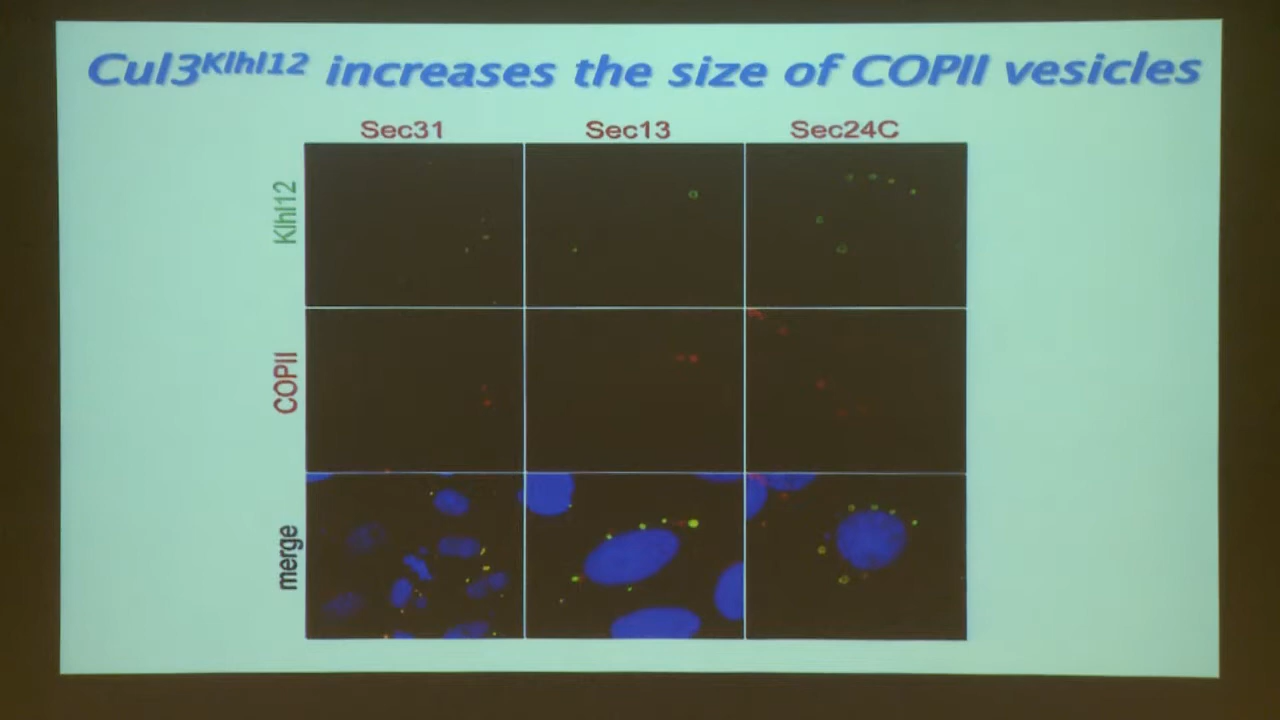 Cul3Klhl12 increases the size of COPII vesicles
Sec31 Sec13 Sec24C
Klhl12
COPII
merge